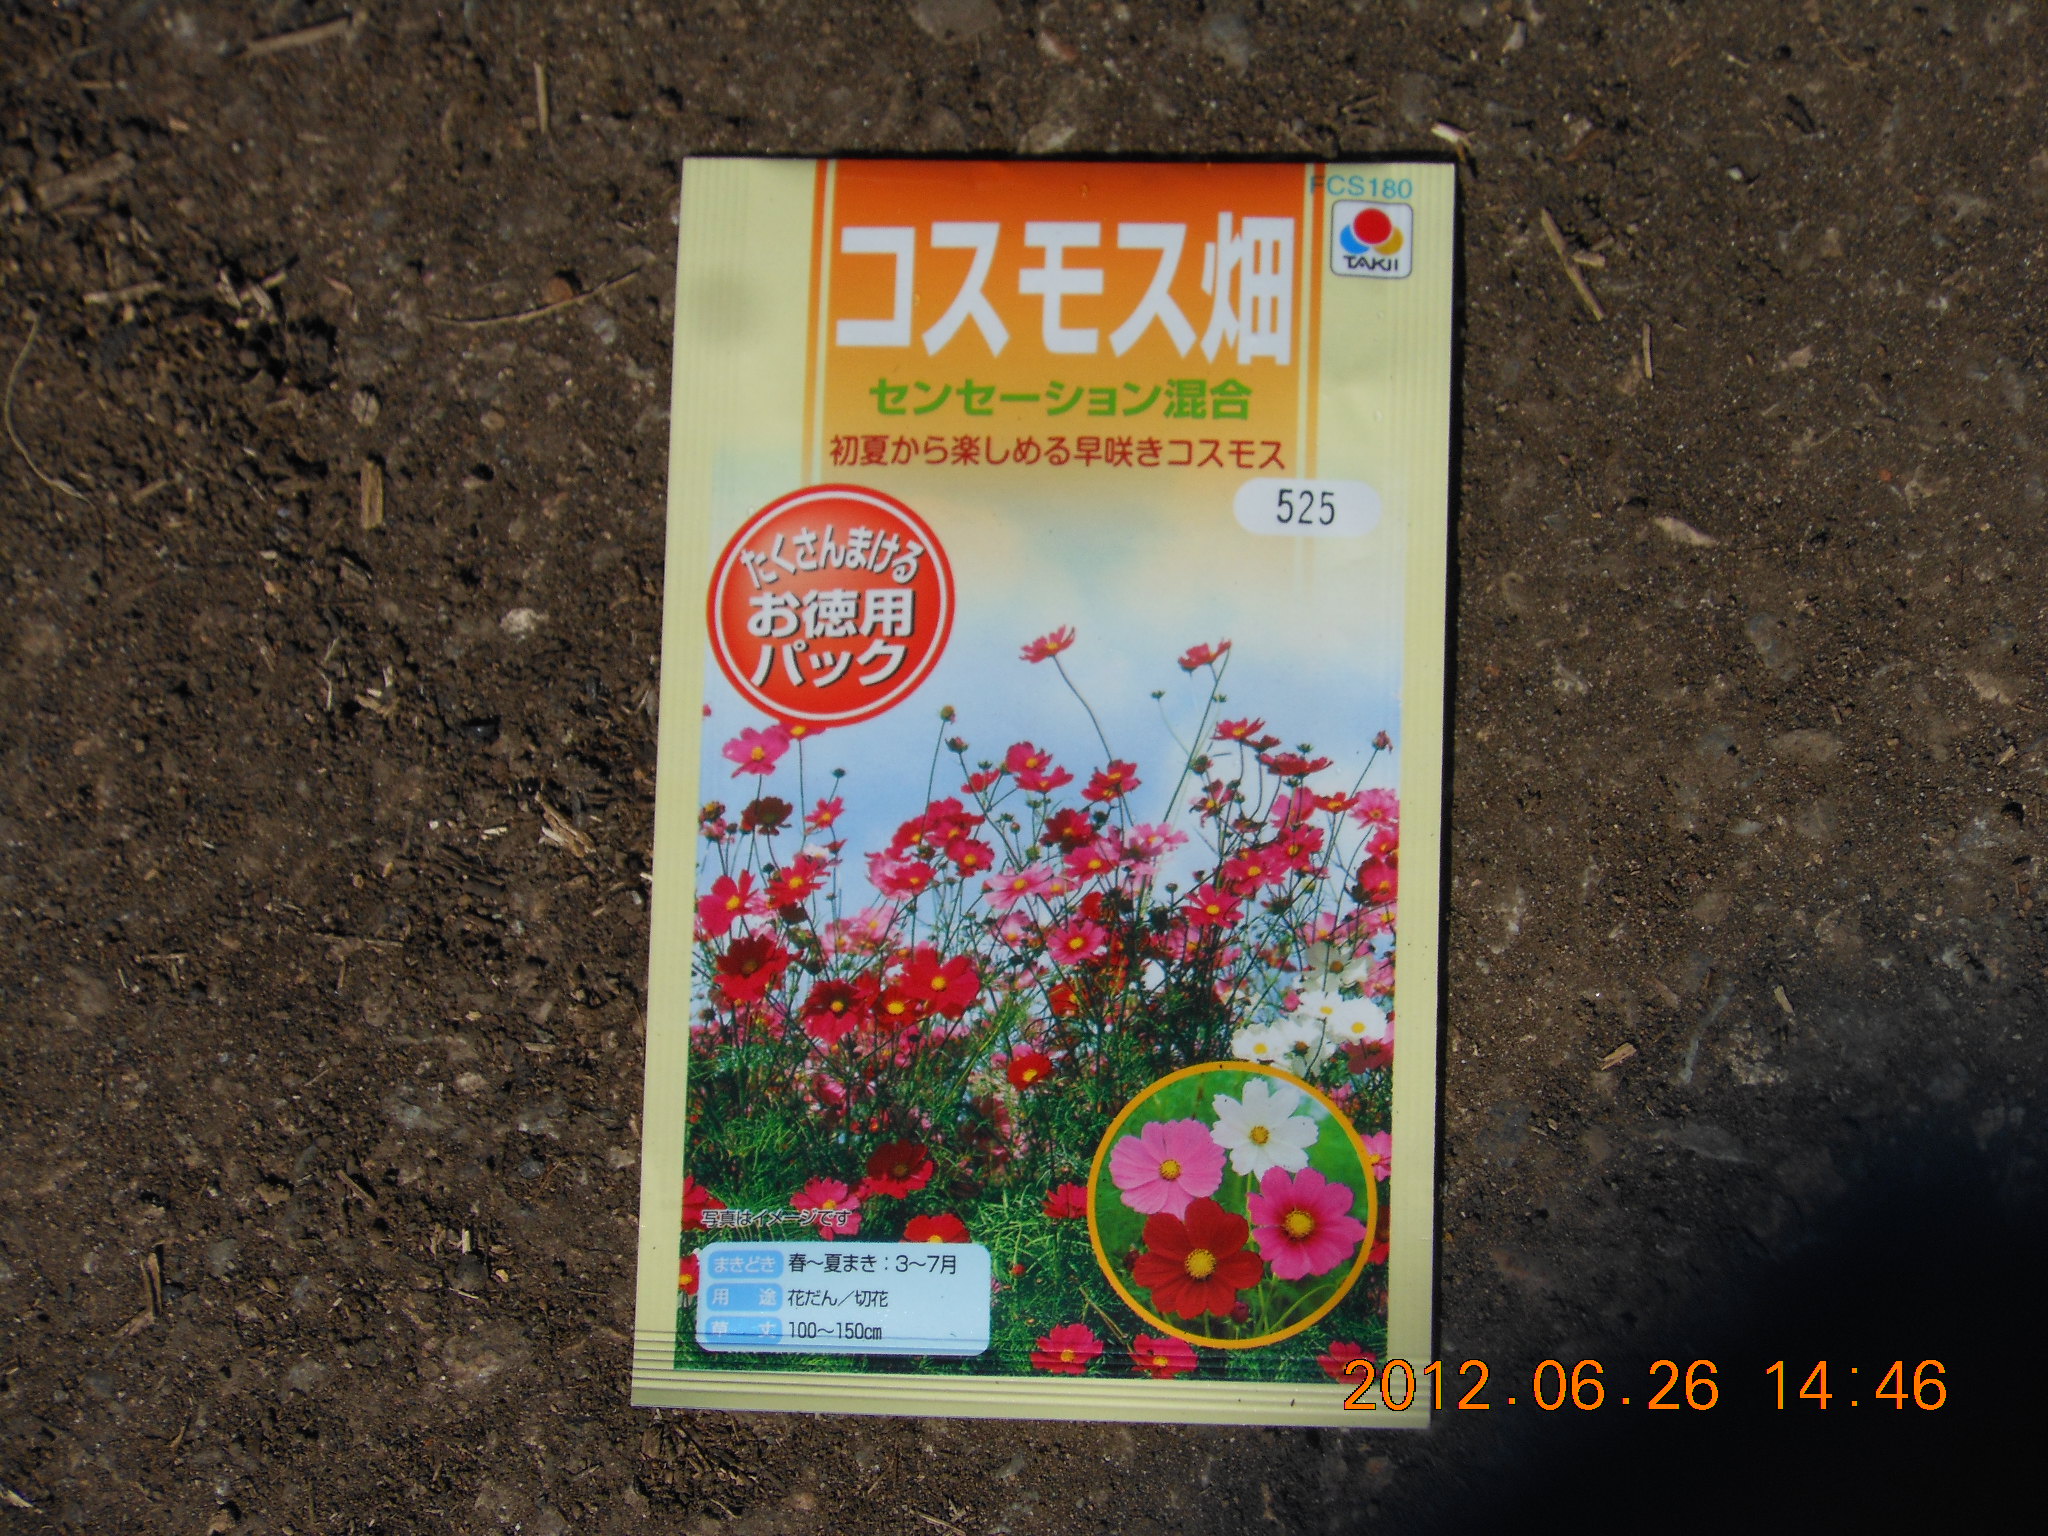 FCS180
TAKII
コスモス畑
センセーション混合
初夏から楽しめる早咲きコスモス
525
たくさんまける
お徳用
パック
写真はイメージです
まきどき 春～夏まき：3～7月
用途 花だん／切花
草丈 100～150cm
2012.06.26 14:46